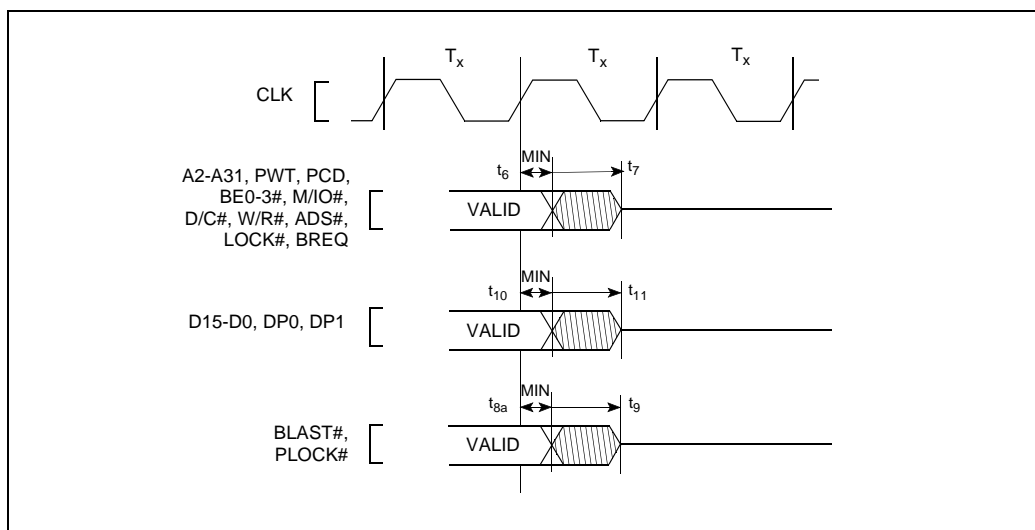 Tx Tx Tx
CLK
MIN
t6 t7
A2-A31, PWT, PCD,
BE0-3#, M/IO#,
D/C#, W/R#, ADS#,
LOCK#, BREQ
VALID
MIN
t10 t11
D15-D0, DP0, DP1
VALID
MIN
t8a t9
BLAST#,
PLOCK#
VALID